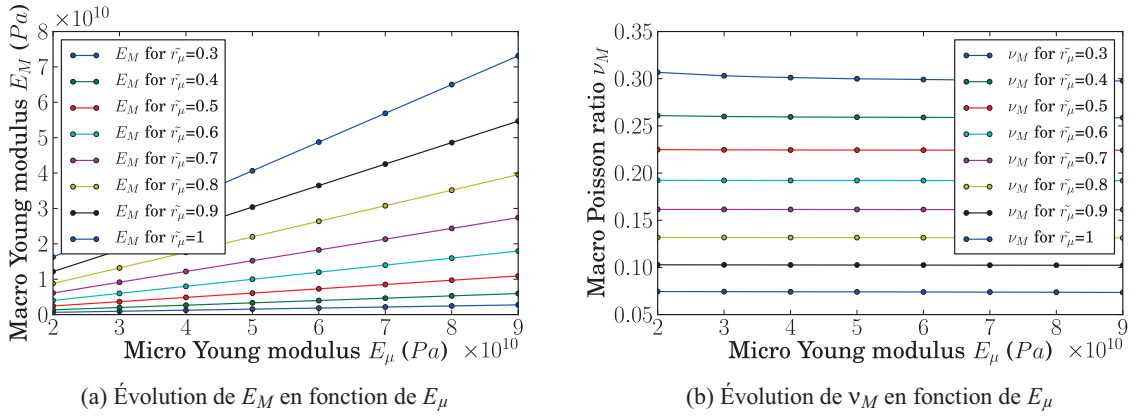 ×10¹⁰
8
7
6
5
4
3
2
1
0
Macro Young modulus E_M (Pa)
E_M for r̃_μ=0.3
E_M for r̃_μ=0.4
E_M for r̃_μ=0.5
E_M for r̃_μ=0.6
E_M for r̃_μ=0.7
E_M for r̃_μ=0.8
E_M for r̃_μ=0.9
E_M for r̃_μ=1
2 3 4 5 6 7 8 9
Micro Young modulus E_μ (Pa) ×10¹⁰
(a) Évolution de E_M en fonction de E_μ
0.35
0.30
0.25
0.20
0.15
0.10
0.05
Macro Poisson ratio ν_M
ν_M for r̃_μ=0.3
ν_M for r̃_μ=0.4
ν_M for r̃_μ=0.5
ν_M for r̃_μ=0.6
ν_M for r̃_μ=0.7
ν_M for r̃_μ=0.8
ν_M for r̃_μ=0.9
ν_M for r̃_μ=1
2 3 4 5 6 7 8 9
Micro Young modulus E_μ (Pa) ×10¹⁰
(b) Évolution de ν_M en fonction de E_μ